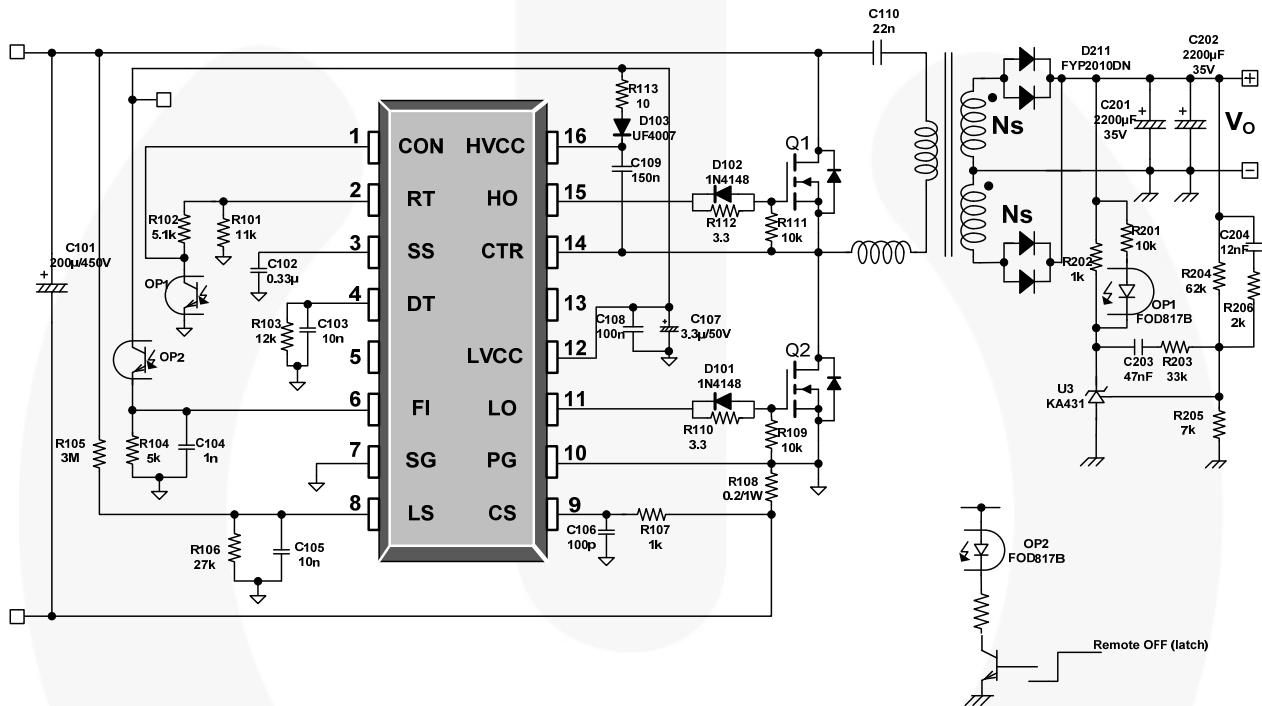 C110
22n
D211
FYP2010DN
C202
2200µF
35V
C201
2200µF
35V
+
+
+
VO
-
Ns
Ns
R113
10
D103
UF4007
C109
150n
1
CON
HVCC
16
2
RT
HO
15
3
SS
CTR
14
4
DT
13
5
LVCC
12
6
FI
LO
11
7
SG
PG
10
8
LS
CS
9
Q1
D102
1N4148
R112
3.3
R111
10k
R102
5.1k
R101
11k
C101
200µ/450V
+
C102
0.33µ
OP1
R103
12k
C103
10n
OP2
C108
100n
+
C107
3.3µ/50V
Q2
D101
1N4148
R110
3.3
R109
10k
R105
3M
R104
5k
C104
1n
R108
0.2/1W
R106
27k
C105
10n
C106
100p
R107
1k
R201
10k
R202
1k
OP1
FOD817B
C204
12nF
R204
62k
R206
2k
C203
47nF
R203
33k
U3
KA431
R205
7k
OP2
FOD817B
Remote OFF (latch)